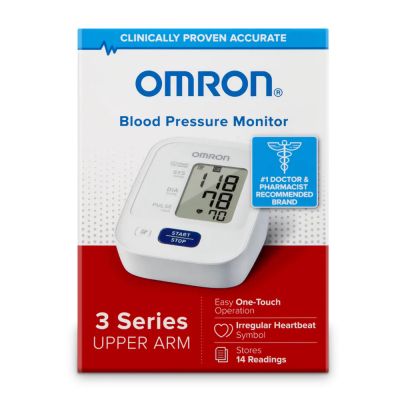 CLINICALLY PROVEN ACCURATE
OMRON®
Blood Pressure Monitor
OMRON
SYS
118
DIA
78
PULSE
70
START
STOP
#1 DOCTOR &
PHARMACIST
RECOMMENDED
BRAND
3 Series
UPPER ARM
Easy One-Touch
Operation
Irregular Heartbeat
Symbol
Stores
14 Readings